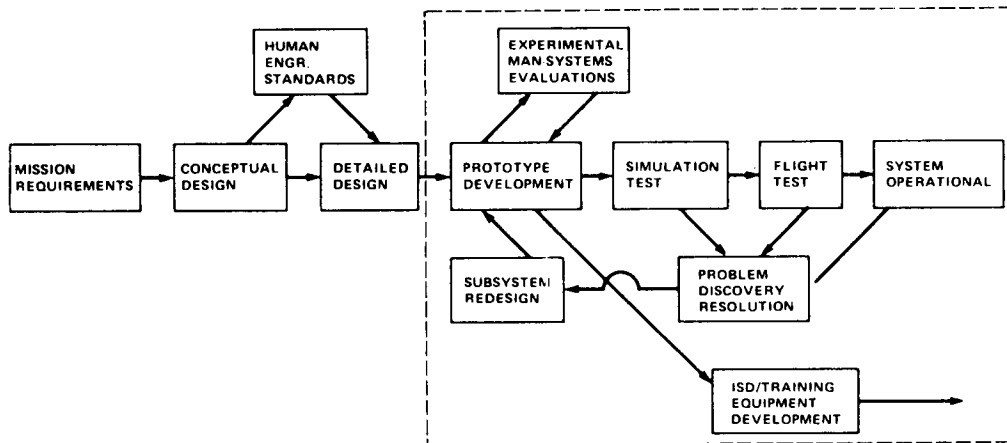 HUMAN
ENGR.
STANDARDS
EXPERIMENTAL
MAN-SYSTEMS
EVALUATIONS
MISSION
REQUIREMENTS
CONCEPTUAL
DESIGN
DETAILED
DESIGN
PROTOTYPE
DEVELOPMENT
SIMULATION
TEST
FLIGHT
TEST
SYSTEM
OPERATIONAL
SUBSYSTEM
REDESIGN
PROBLEM
DISCOVERY
RESOLUTION
ISD/TRAINING
EQUIPMENT
DEVELOPMENT